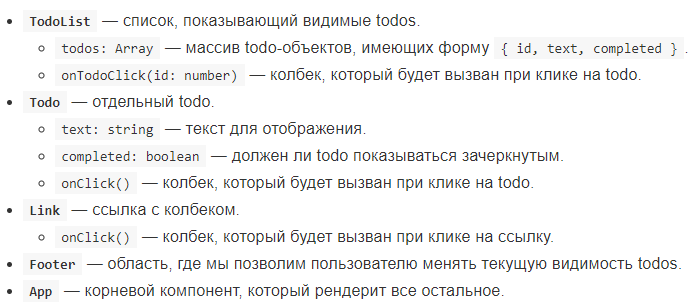 • TodoList — список, показывающий видимые todos.
◦ todos: Array — массив todo-объектов, имеющих форму { id, text, completed }.
◦ onTodoClick(id: number) — колбек, который будет вызван при клике на todo.
• Todo — отдельный todo.
◦ text: string — текст для отображения.
◦ completed: boolean — должен ли todo показываться зачеркнутым.
◦ onClick() — колбек, который будет вызван при клике на todo.
• Link — ссылка с колбеком.
◦ onClick() — колбек, который будет вызван при клике на ссылку.
• Footer — область, где мы позволим пользователю менять текущую видимость todos.
• App — корневой компонент, который рендерит все остальное.